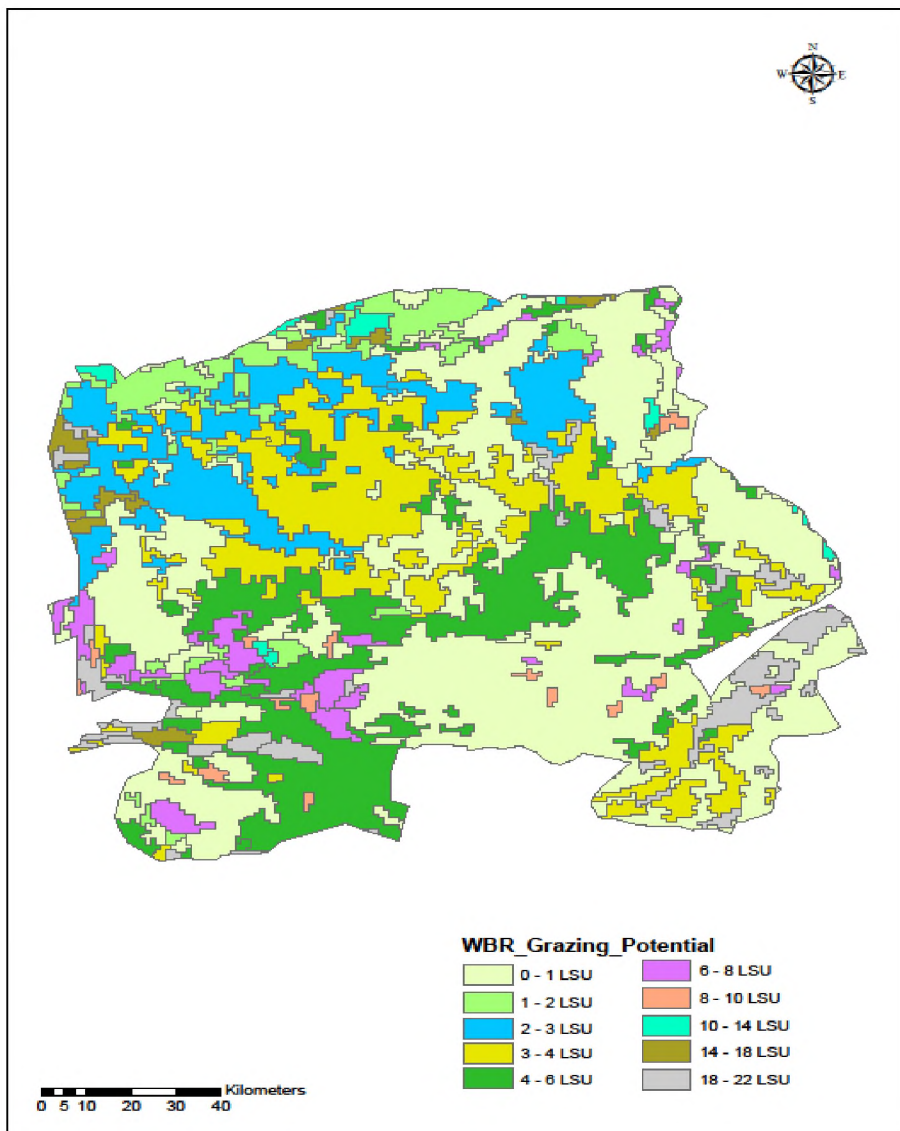 N
W E
S
WBR_Grazing_Potential
0 - 1 LSU
1 - 2 LSU
2 - 3 LSU
3 - 4 LSU
4 - 6 LSU
6 - 8 LSU
8 - 10 LSU
10 - 14 LSU
14 - 18 LSU
18 - 22 LSU
Kilometers
0 5 10 20 30 40